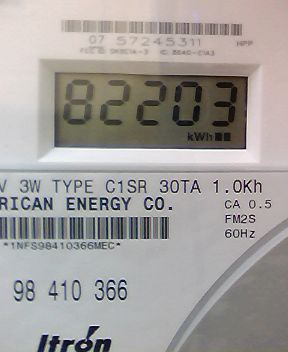 07 57245311 HPP
82203
kWh
V 3W TYPE C1SR 30TA 1.0Kh
RICAN ENERGY CO. CA 0.5
FM2S
*1NFS98410366MEC* 60Hz
98 410 366
Itron